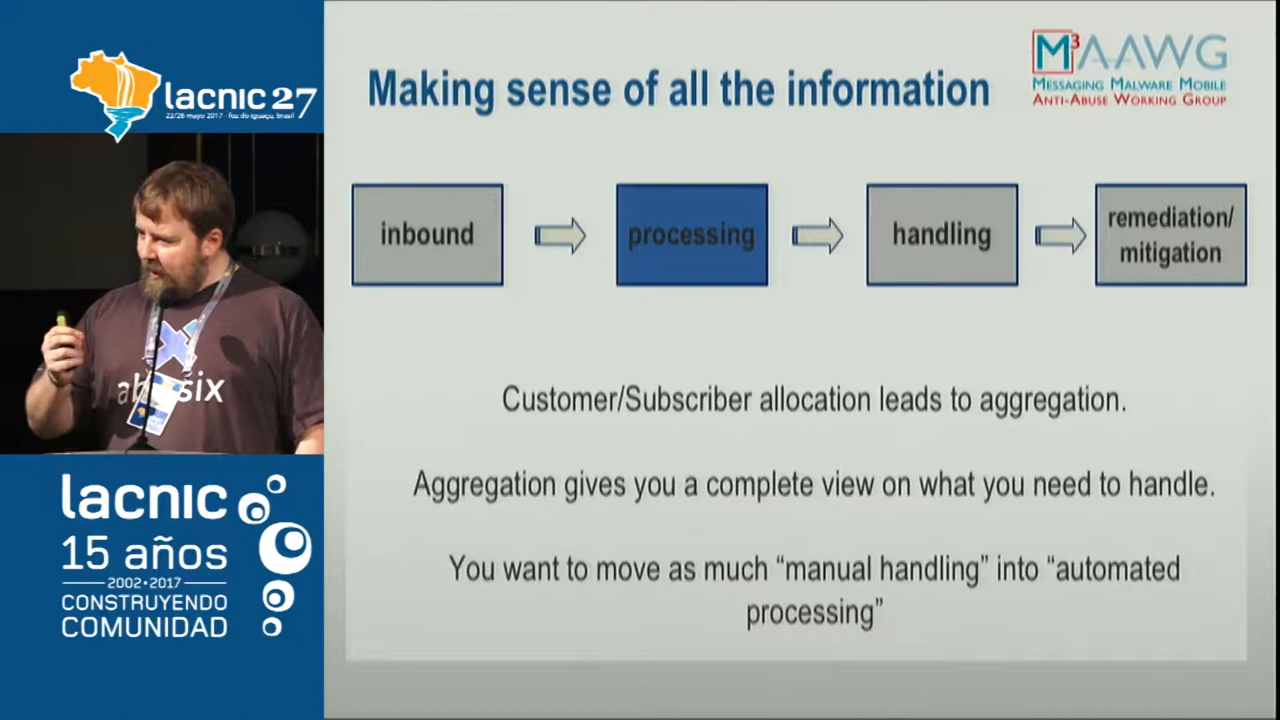 lacnic 27
22/26 mayo 2017 - foz do iguaçu, brasil
lacnic
15 años
2002•2017
CONSTRUYENDO
COMUNIDAD
Making sense of all the information
M3AAWG
MESSAGING MALWARE MOBILE
ANTI-ABUSE WORKING GROUP
inbound
processing
handling
remediation/
mitigation
Customer/Subscriber allocation leads to aggregation.
Aggregation gives you a complete view on what you need to handle.
You want to move as much “manual handling” into “automated
processing”